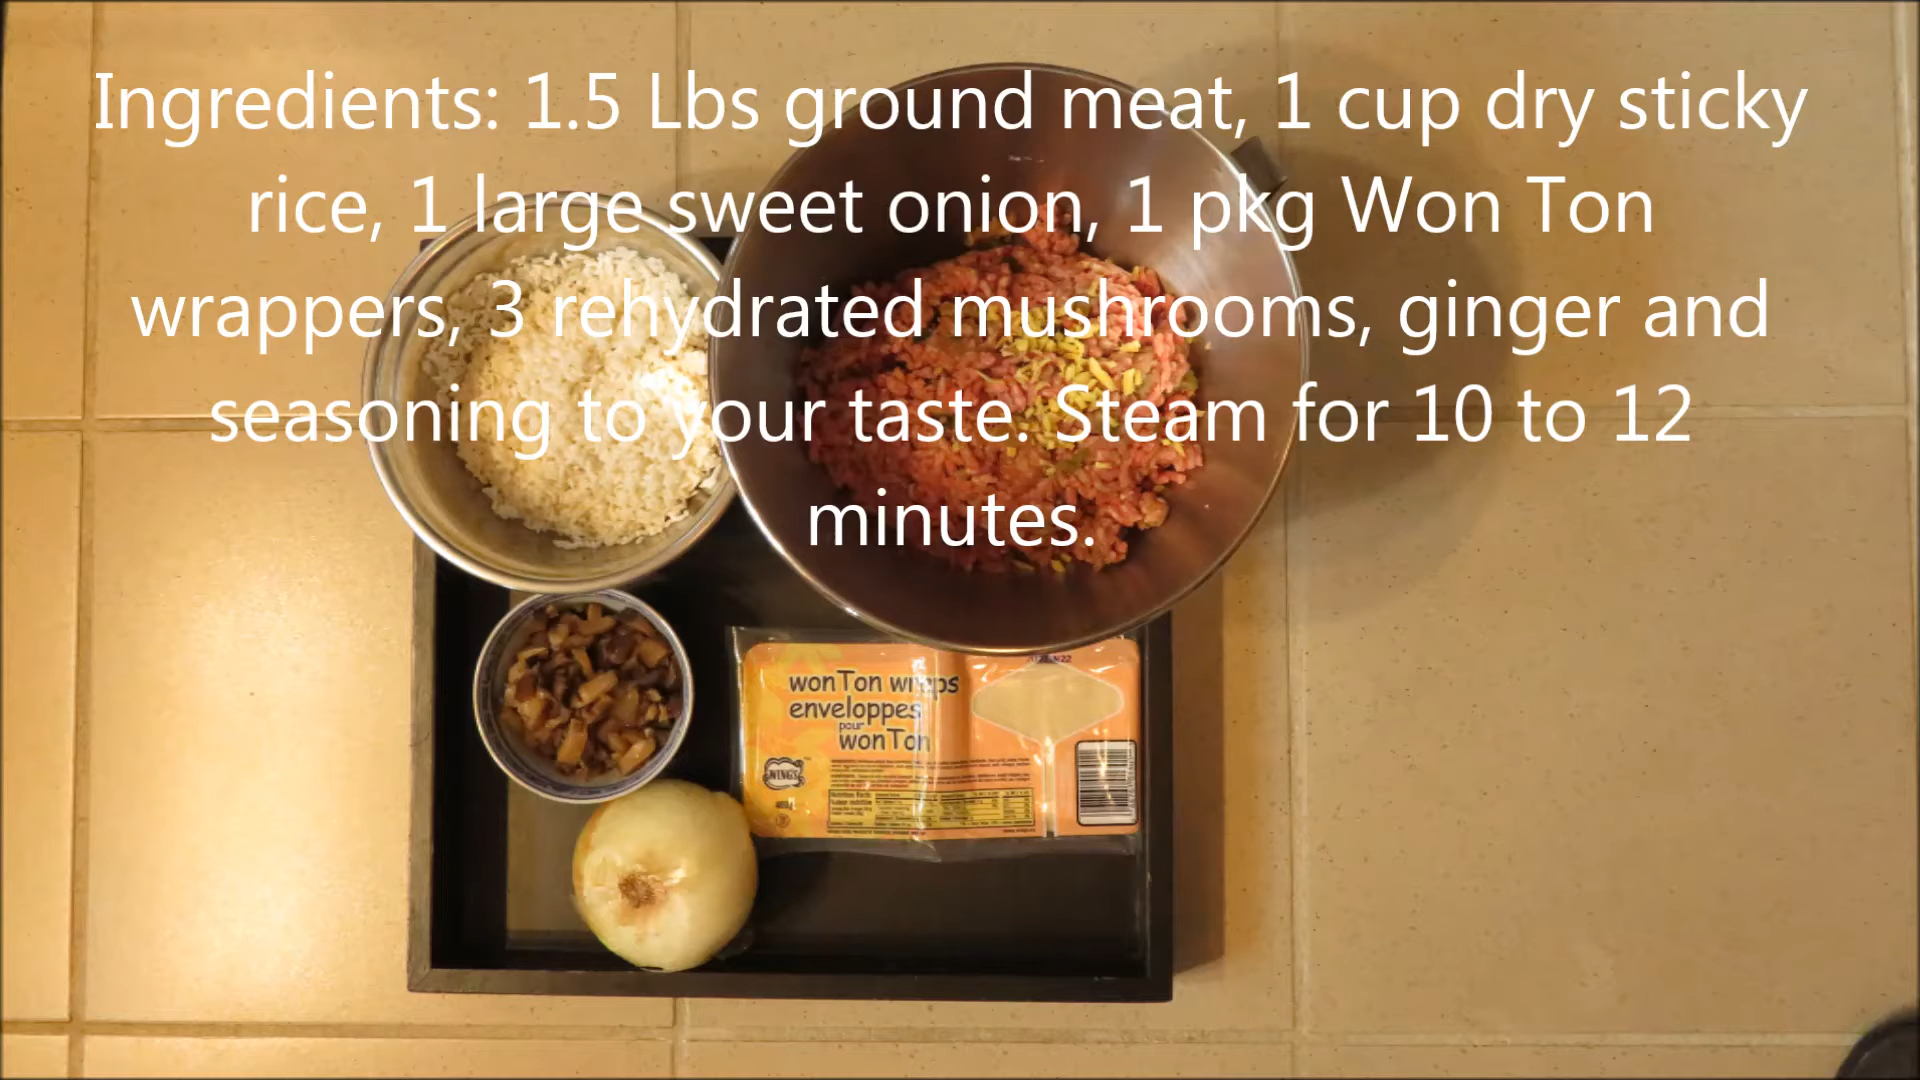 Ingredients: 1.5 Lbs ground meat, 1 cup dry sticky
rice, 1 large sweet onion, 1 pkg Won Ton
wrappers, 3 rehydrated mushrooms, ginger and
seasoning to your taste. Steam for 10 to 12
minutes.
wonTon wraps
enveloppes
pour
wonTon
WING'S